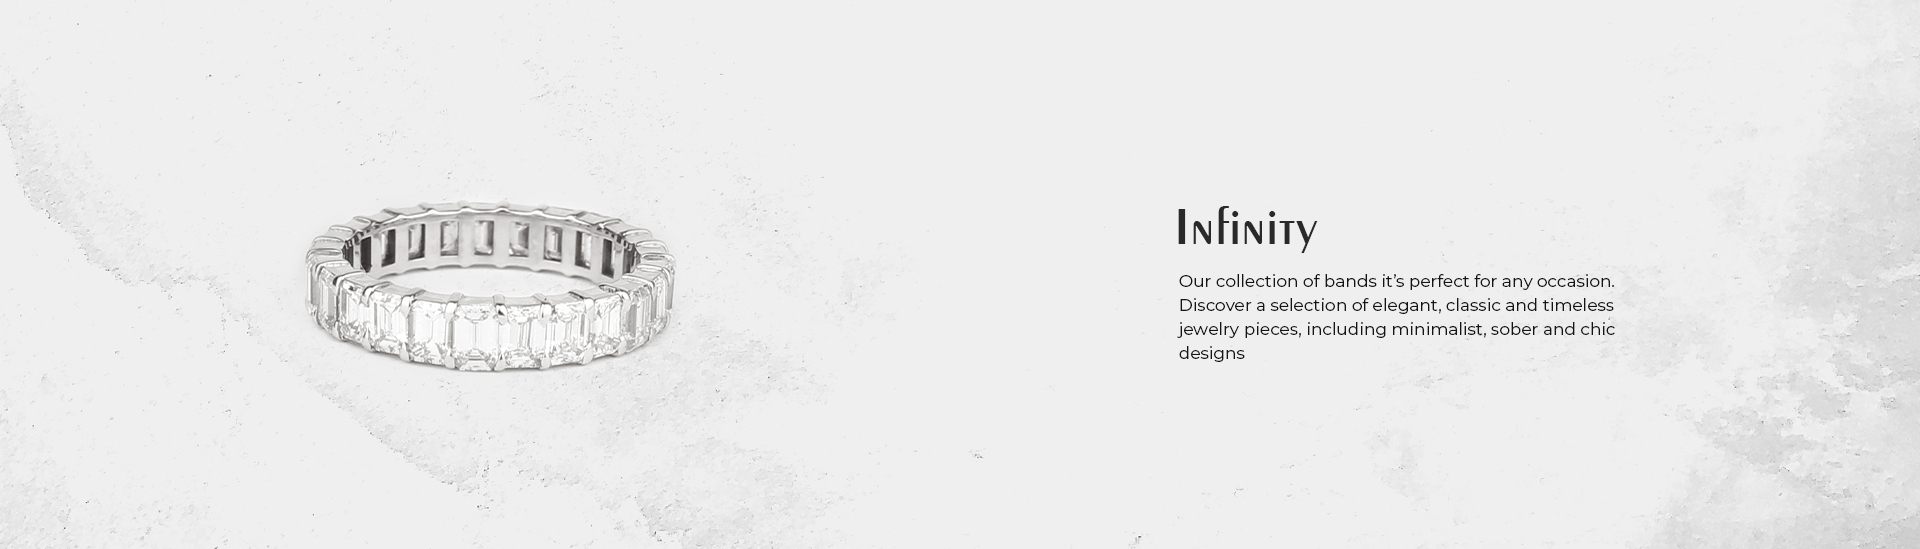 Infinity
Our collection of bands it’s perfect for any occasion.
Discover a selection of elegant, classic and timeless
jewelry pieces, including minimalist, sober and chic
designs